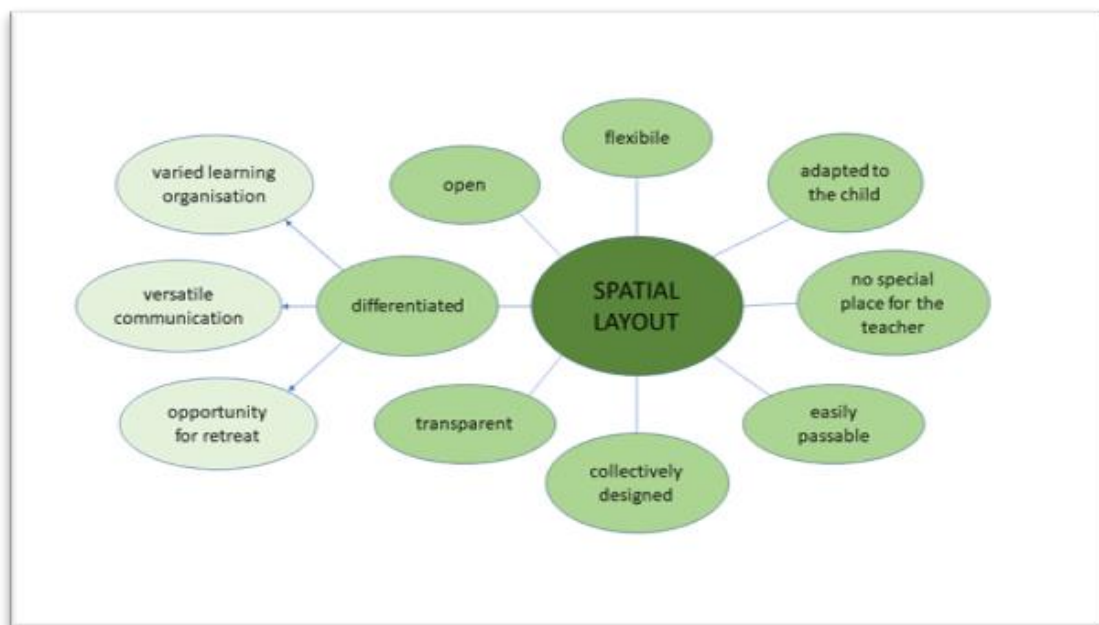 flexibile
open
adapted to
the child
varied learning
organisation
SPATIAL
LAYOUT
no special
place for the
teacher
versatile
communication
differentiated
opportunity
for retreat
transparent
easily
passable
collectively
designed